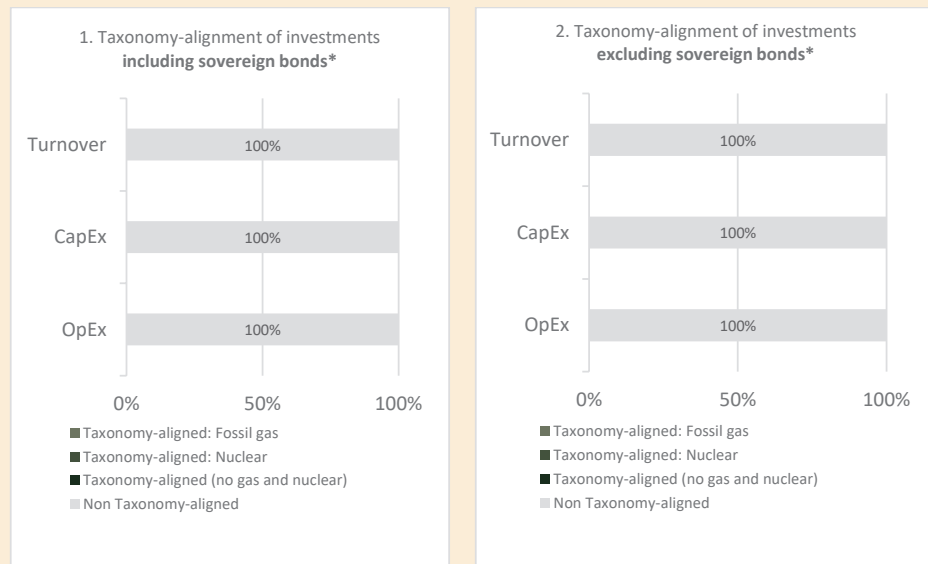 1. Taxonomy-alignment of investments
including sovereign bonds*
Turnover
100%
CapEx
100%
OpEx
100%
0%
50%
100%
Taxonomy-aligned: Fossil gas
Taxonomy-aligned: Nuclear
Taxonomy-aligned (no gas and nuclear)
Non Taxonomy-aligned
2. Taxonomy-alignment of investments
excluding sovereign bonds*
Turnover
100%
CapEx
100%
OpEx
100%
0%
50%
100%
Taxonomy-aligned: Fossil gas
Taxonomy-aligned: Nuclear
Taxonomy-aligned (no gas and nuclear)
Non Taxonomy-aligned